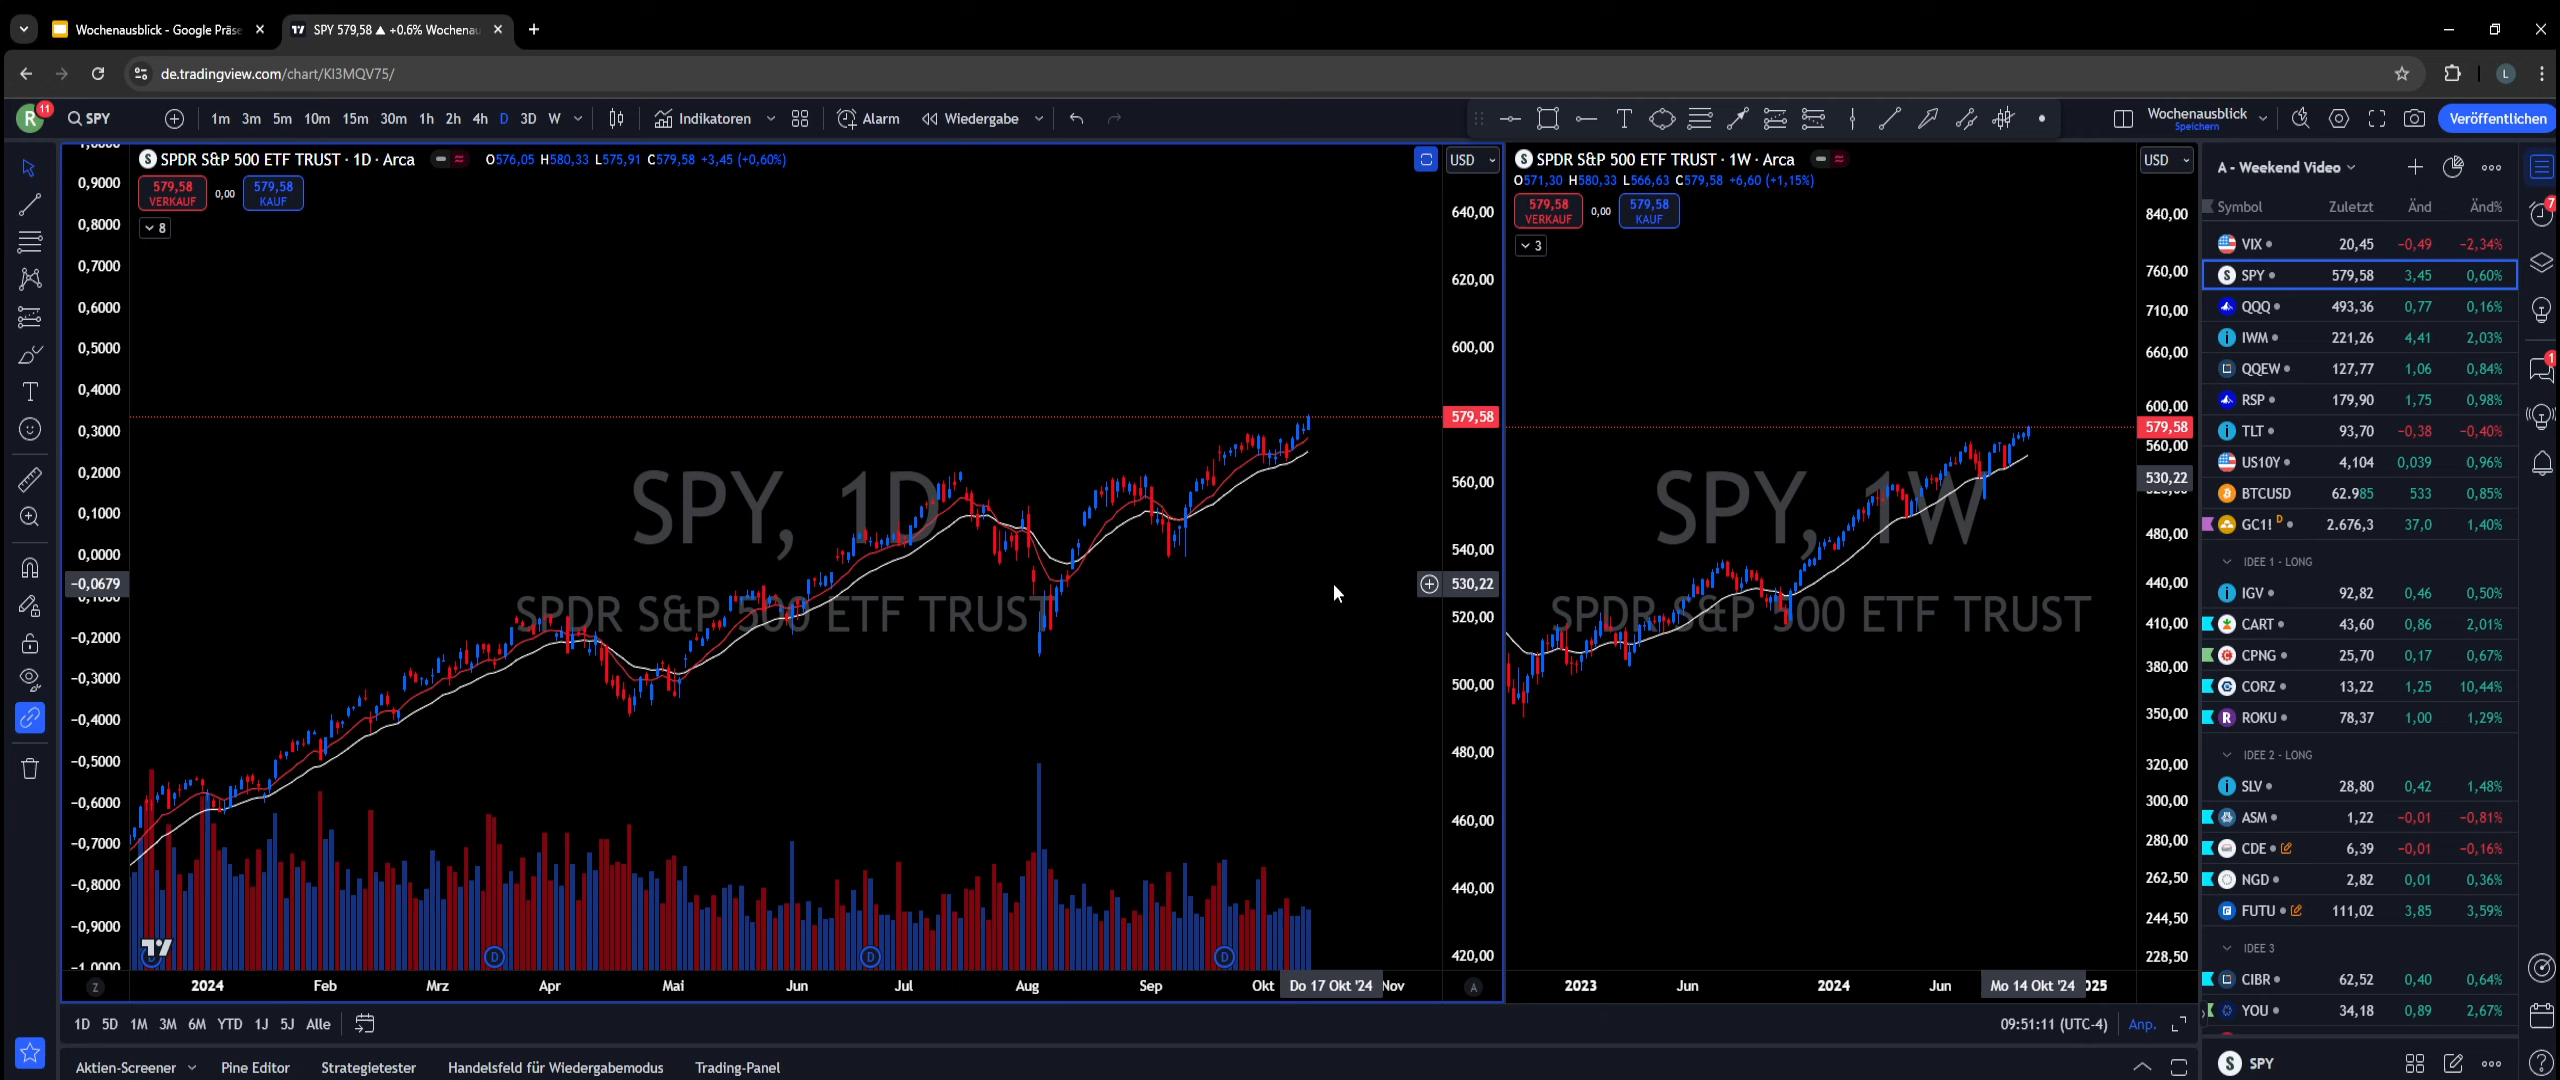 Wochenausblick - Google Präse
SPY 579,58 ▲ +0.6% Wochenau
de.tradingview.com/chart/KI3MQV75/
R 11 SPY 1m 3m 5m 10m 15m 30m 1h 2h 4h D 3D W Indikatoren Alarm Wiedergabe Wochenausblick Speichern Veröffentlichen
SPDR S&P 500 ETF TRUST · 1D · Arca O576,05 H580,33 L575,91 C579,58 +3,45 (+0,60%) USD
579,58 VERKAUF 0,00 579,58 KAUF
8
0,9000
0,8000
0,7000
0,6000
0,5000
0,4000
0,3000
0,2000
0,1000
0,0000
-0,0679
-0,2000
-0,3000
-0,4000
-0,5000
-0,6000
-0,7000
-0,8000
-0,9000
-1,0000
SPY, 1D
SPDR S&P 500 ETF TRUST
640,00
620,00
600,00
579,58
560,00
540,00
530,22
520,00
500,00
480,00
460,00
440,00
420,00
D D D
Z 2024 Feb Mrz Apr Mai Jun Jul Aug Sep Okt Do 17 Okt '24 Nov A
SPDR S&P 500 ETF TRUST · 1W · Arca USD
O571,30 H580,33 L566,63 C579,58 +6,60 (+1,15%)
579,58 VERKAUF 0,00 579,58 KAUF
3
SPY, 1W
SPDR S&P 500 ETF TRUST
840,00
760,00
710,00
660,00
600,00
579,58
560,00
530,22
480,00
440,00
410,00
380,00
350,00
320,00
300,00
280,00
262,50
244,50
228,50
2023 Jun 2024 Jun Mo 14 Okt '24 2025
A - Weekend Video
Symbol Zuletzt Änd Änd%
VIX 20,45 -0,49 -2,34%
SPY 579,58 3,45 0,60%
QQQ 493,36 0,77 0,16%
IWM 221,26 4,41 2,03%
QQEW 127,77 1,06 0,84%
RSP 179,90 1,75 0,98%
TLT 93,70 -0,38 -0,40%
US10Y 4,104 0,039 0,96%
BTCUSD 62.985 533 0,85%
GC1! D 2.676,3 37,0 1,40%
IDEE 1 - LONG
IGV 92,82 0,46 0,50%
CART 43,60 0,86 2,01%
CPNG 25,70 0,17 0,67%
CORZ 13,22 1,25 10,44%
ROKU 78,37 1,00 1,29%
IDEE 2 - LONG
SLV 28,80 0,42 1,48%
ASM 1,22 -0,01 -0,81%
CDE 6,39 -0,01 -0,16%
NGD 2,82 0,01 0,36%
FUTU 111,02 3,85 3,59%
IDEE 3
CIBR 62,52 0,40 0,64%
YOU 34,18 0,89 2,67%
SPY
1D 5D 1M 3M 6M YTD 1J 5J Alle 09:51:11 (UTC-4) Anp.
Aktien-Screener Pine Editor Strategietester Handelsfeld für Wiedergabemodus Trading-Panel